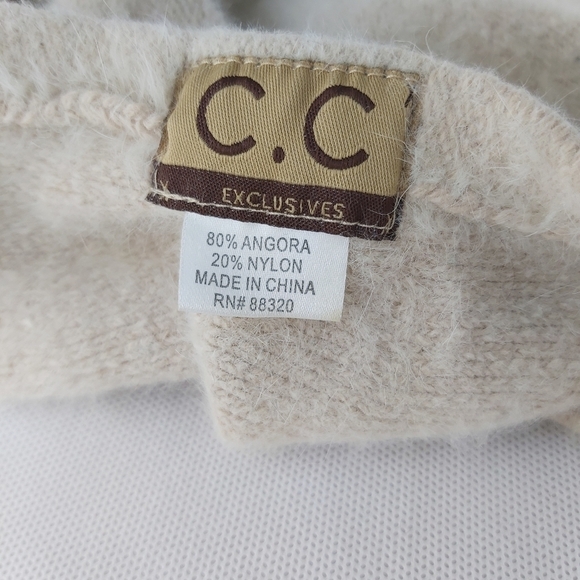 C.C
EXCLUSIVES
80% ANGORA
20% NYLON
MADE IN CHINA
RN# 88320